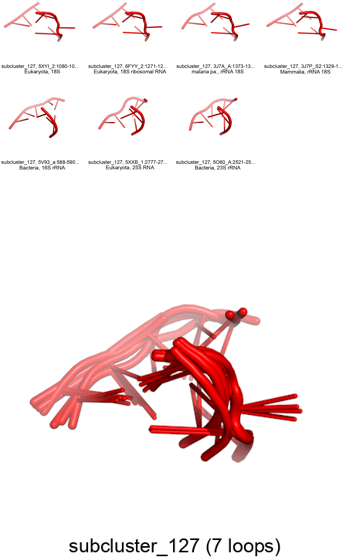 subcluster_127, 5XYI_2:1080-10...
Eukaryota, 18S
subcluster_127, 6FYY_2:1271-12...
Eukaryota, 18S ribosomal RNA
subcluster_127, 3J7A_A:1373-13...
malaria pa., rRNA 18S
subcluster_127, 3J7P_S2:1329-1...
Mammalia, rRNA 18S
subcluster_127, 5V93_a:588-590...
Bacteria, 16S rRNA
subcluster_127, 5XXB_1:2777-27...
Eukaryota, 25S rRNA
subcluster_127, 5O60_A:2821-25...
Bacteria, 23S rRNA
subcluster_127 (7 loops)